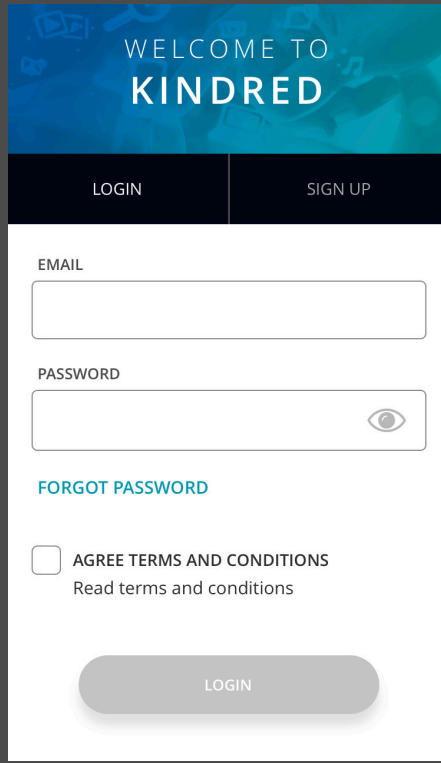 WELCOME TO
KINDRED
LOGIN
SIGN UP
EMAIL
PASSWORD
FORGOT PASSWORD
AGREE TERMS AND CONDITIONS
Read terms and conditions
LOGIN